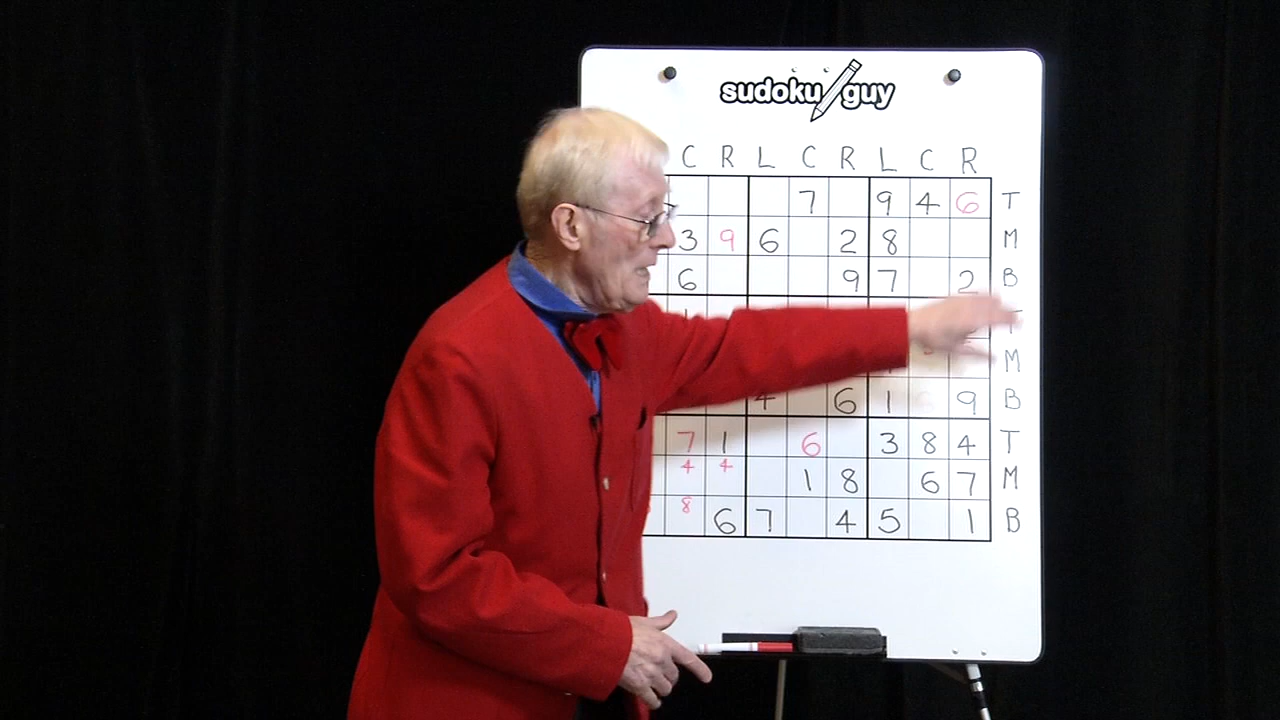 sudoku guy
C R L C R L C R
7 9 4 6 T
3 9 6 2 8 M
6 9 7 2 B
M
4 6 1 9 B
7 1 6 3 8 4 T
4 4 1 8 6 7 M
8 6 7 4 5 1 B